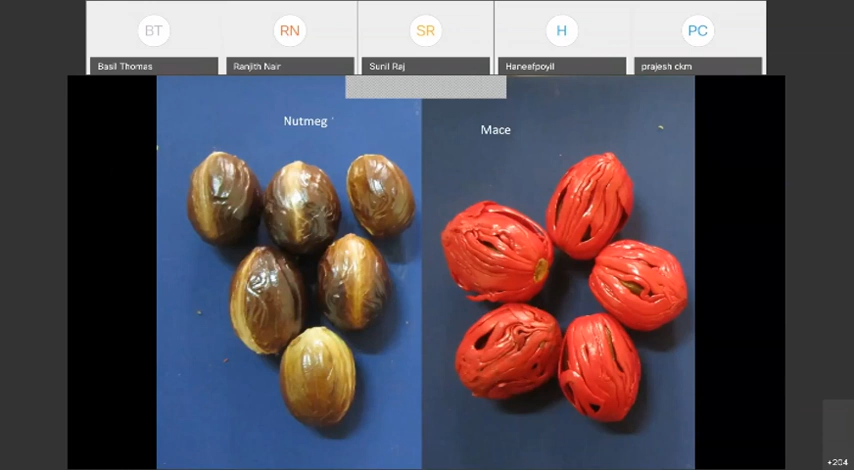 BT
RN
SR
H
PC
Basil Thomas
Ranjith Nair
Sunil Raj
Haneefpoyil
prajesh ckm
Nutmeg
Mace
+204